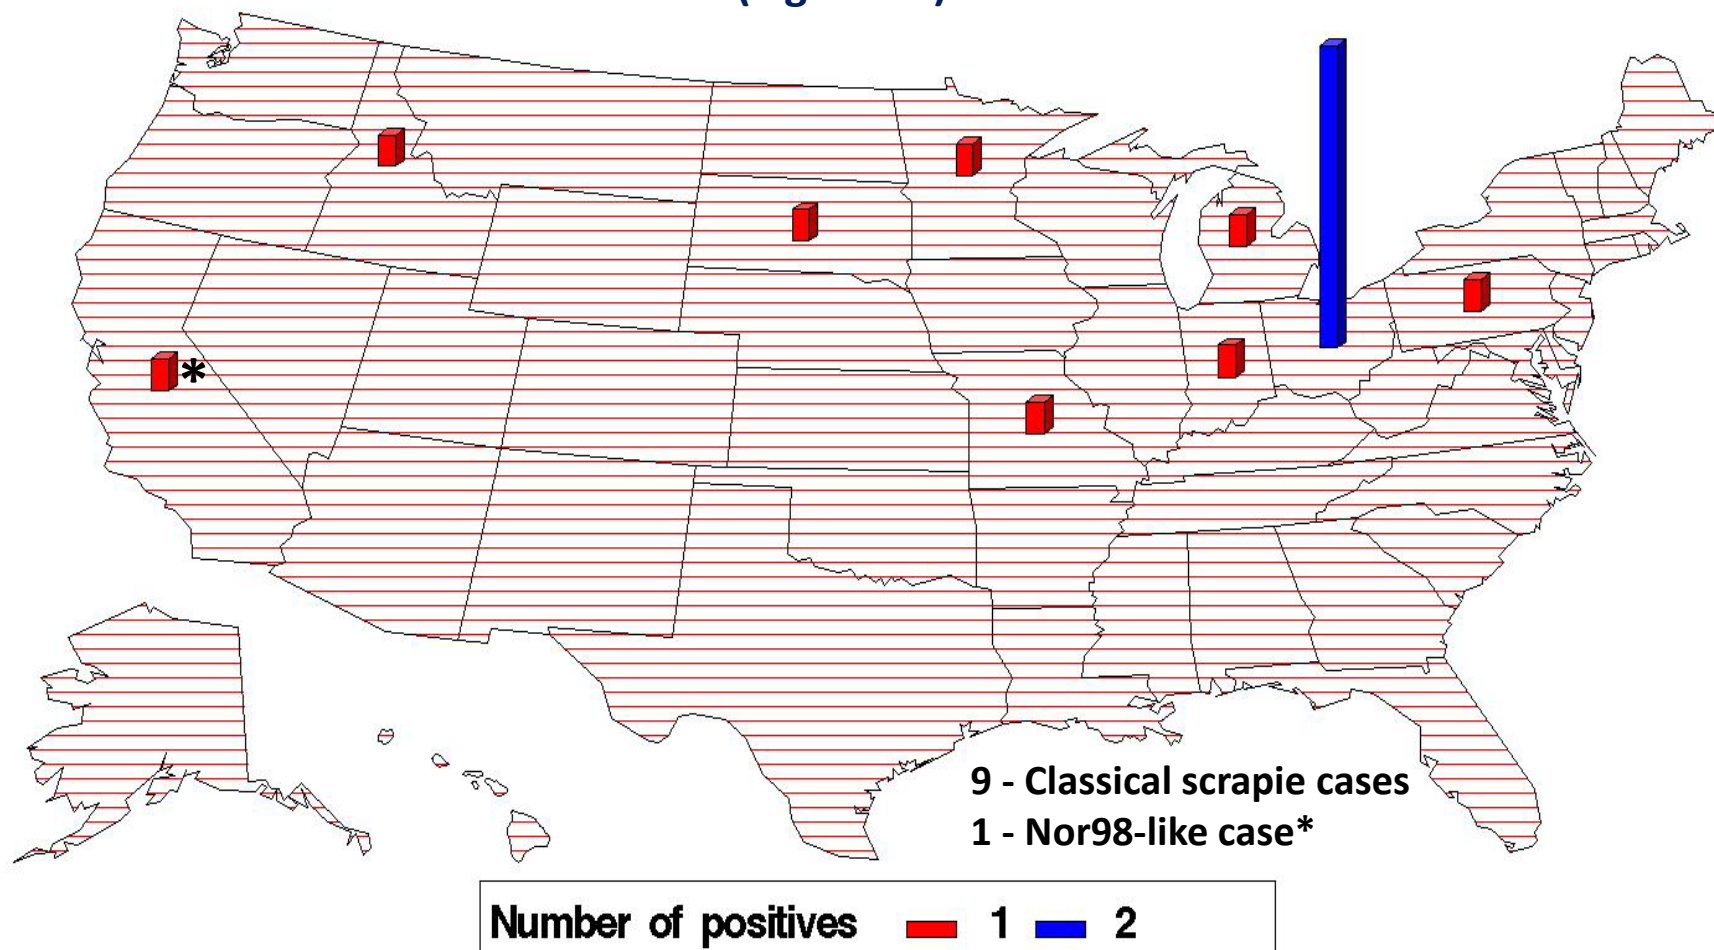 *
9 - Classical scrapie cases
1 - Nor98-like case*
Number of positives 1 2